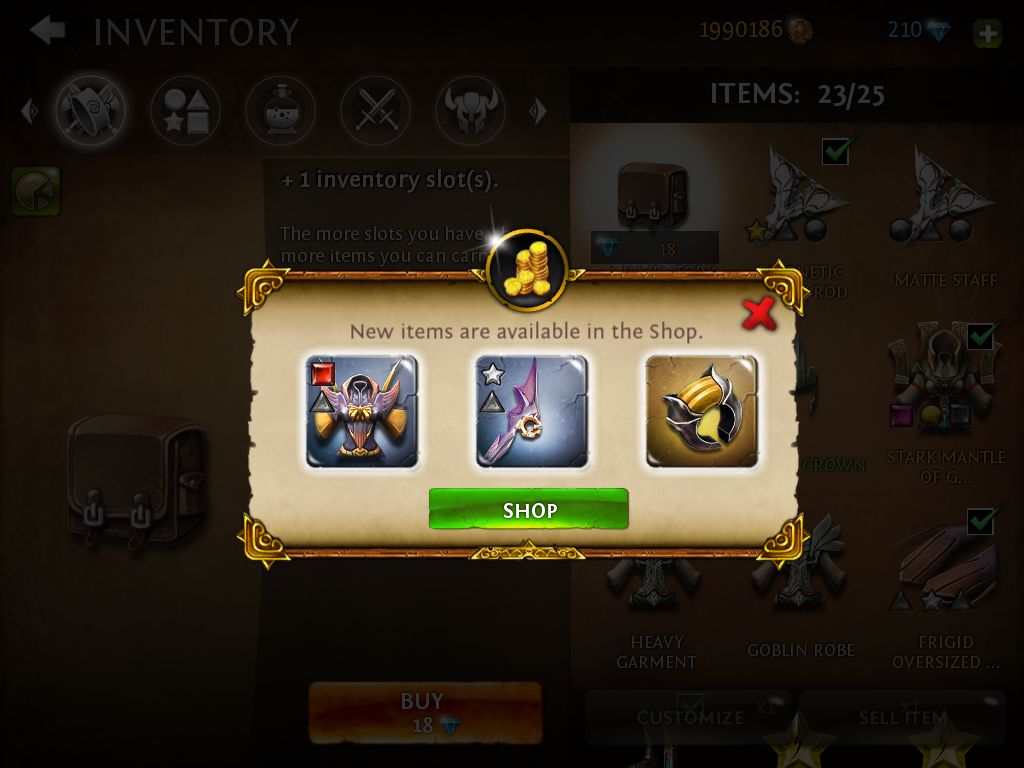 INVENTORY
1990186
210
ITEMS: 23/25
+ 1 inventory slot(s).
The more slots you have
more items you can
18
MATTE STAFF
New items are available in the Shop.
CROWN
STARK MANTLE
OF G...
SHOP
HEAVY
GARMENT
GOBLIN ROBE
FRIGID
OVERSIZED ...
BUY
18
CUSTOMIZE
X1
SELL ITEM
X1